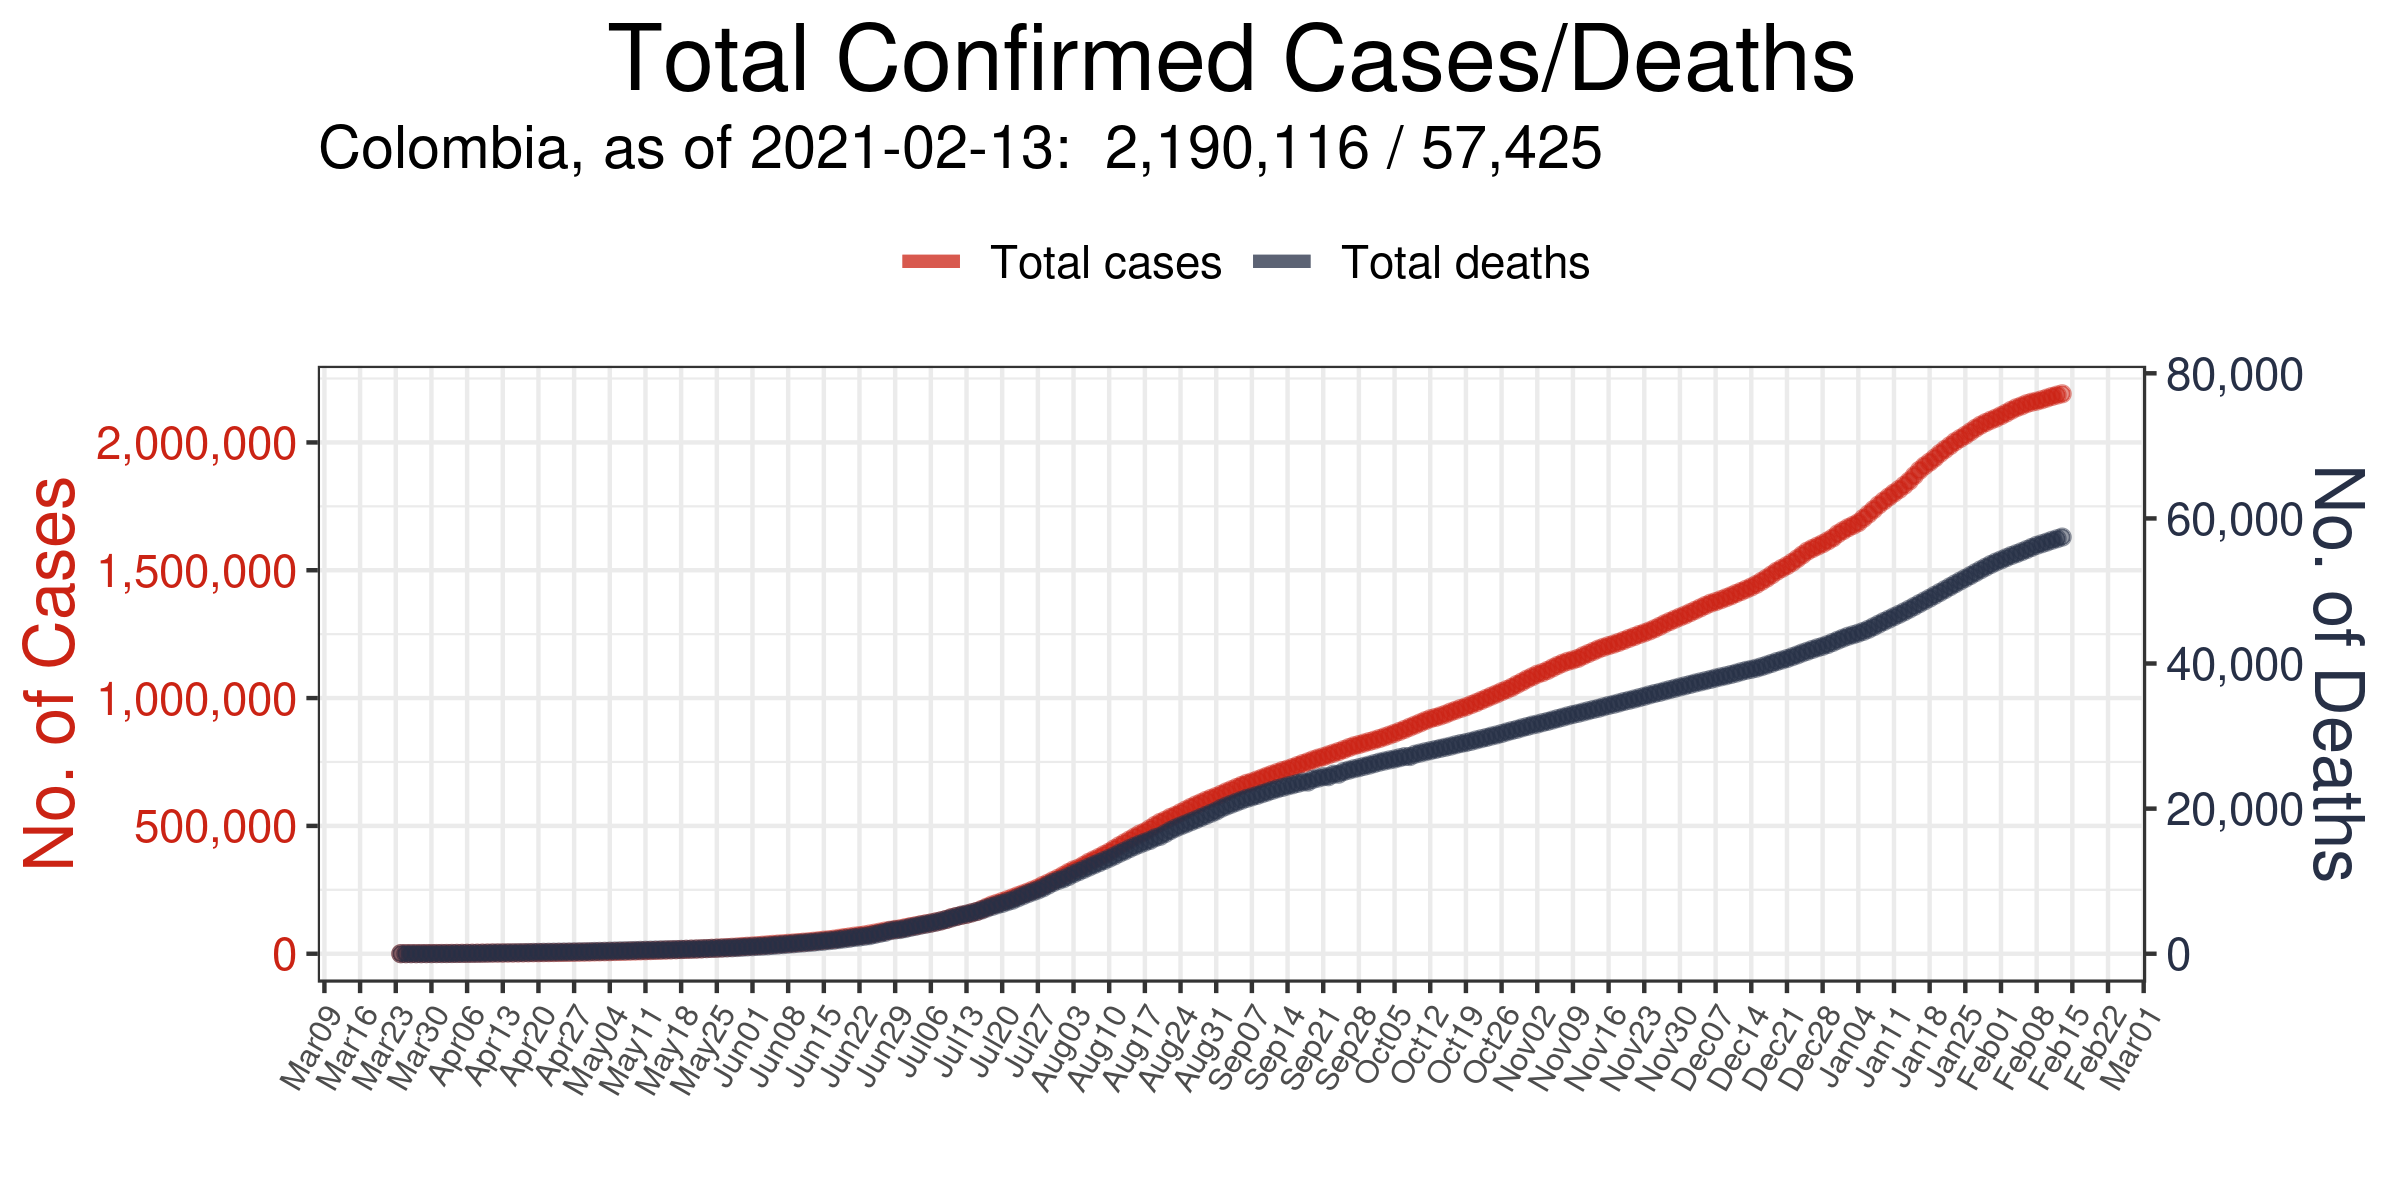 Total Confirmed Cases/Deaths
Colombia, as of 2021-02-13:  2,190,116 / 57,425
Total cases
Total deaths
No. of Cases
2,000,000
1,500,000
1,000,000
500,000
0
80,000
60,000
40,000
20,000
0
No. of Deaths
Mar09
Mar16
Mar23
Mar30
Apr06
Apr13
Apr20
Apr27
May04
May11
May18
May25
Jun01
Jun08
Jun15
Jun22
Jun29
Jul06
Jul13
Jul20
Jul27
Aug03
Aug10
Aug17
Aug24
Aug31
Sep07
Sep14
Sep21
Sep28
Oct05
Oct12
Oct19
Oct26
Nov02
Nov09
Nov16
Nov23
Nov30
Dec07
Dec14
Dec21
Dec28
Jan04
Jan11
Jan18
Jan25
Feb01
Feb08
Feb15
Feb22
Mar01